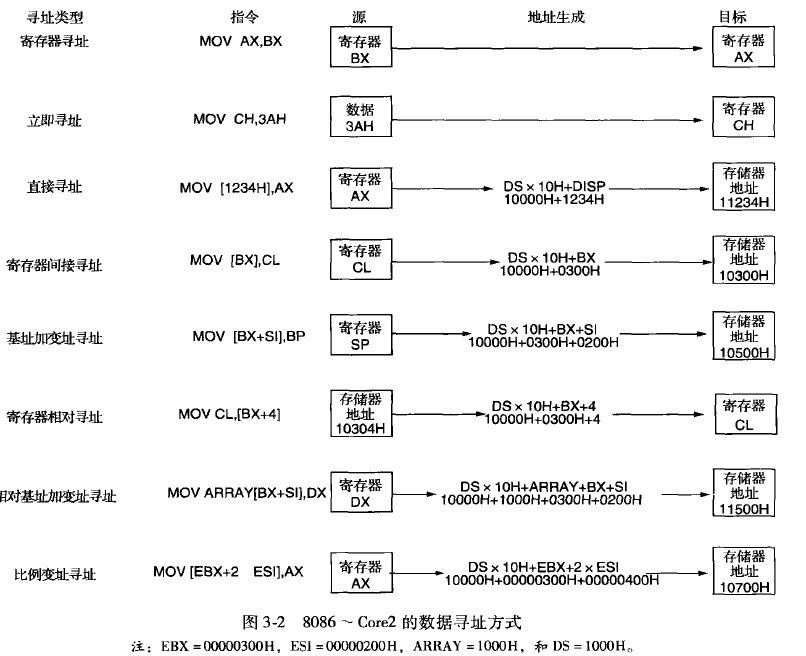 寻址类型 指令 源 地址生成 目标
寄存器寻址 MOV AX,BX 寄存器 BX 寄存器 AX
立即寻址 MOV CH,3AH 数据 3AH 寄存器 CH
直接寻址 MOV [1234H],AX 寄存器 AX DS×10H+DISP 10000H+1234H 存储器 地址 11234H
寄存器间接寻址 MOV [BX],CL 寄存器 CL DS×10H+BX 10000H+0300H 存储器 地址 10300H
基址加变址寻址 MOV [BX+SI],BP 寄存器 SP DS×10H+BX+SI 10000H+0300H+0200H 存储器 地址 10500H
寄存器相对寻址 MOV CL,[BX+4] 存储器 地址 10304H DS×10H+BX+4 10000H+0300H+4 寄存器 CL
相对基址加变址寻址 MOV ARRAY[BX+SI],DX 寄存器 DX DS×10H+ARRAY+BX+SI 10000H+1000H+0300H+0200H 存储器 地址 11500H
比例变址寻址 MOV [EBX+2 ESI],AX 寄存器 AX DS×10H+EBX+2×ESI 10000H+00000300H+00000400H 存储器 地址 10700H
图 3-2 8086～Core2 的数据寻址方式
注：EBX=00000300H，ESI=00000200H，ARRAY=1000H，和 DS=1000H。